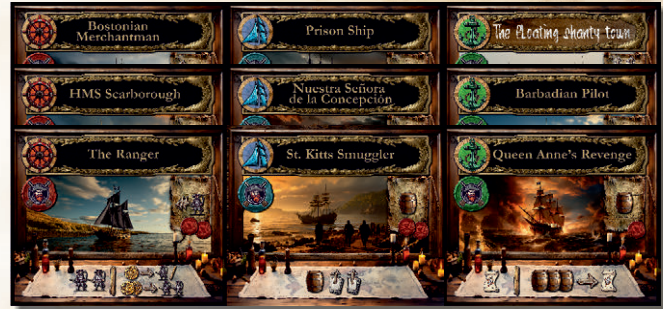 Bostonian
Merchantman
Prison Ship
The Floating shanty town
HMS Scarborough
Nuestra Señora
de la Concepción
Barbadian Pilot
The Ranger
St. Kitts Smuggler
Queen Anne's Revenge